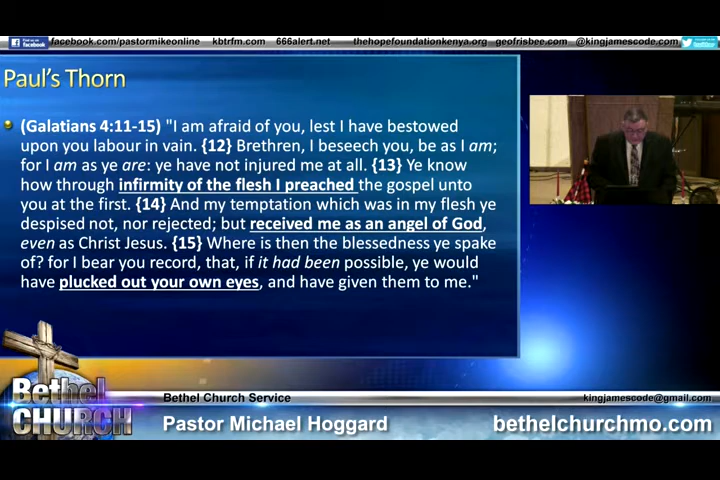 facebook.com/pastormikeonline kbtrfm.com 666alert.net thehopefoundationkenya.org geofrisbee.com @kingjamescode.com
Paul's Thorn
(Galatians 4:11-15) "I am afraid of you, lest I have bestowed
upon you labour in vain. {12} Brethren, I beseech you, be as I am;
for I am as ye are: ye have not injured me at all. {13} Ye know
how through infirmity of the flesh I preached the gospel unto
you at the first. {14} And my temptation which was in my flesh ye
despised not, nor rejected; but received me as an angel of God,
even as Christ Jesus. {15} Where is then the blessedness ye spake
of? for I bear you record, that, if it had been possible, ye would
have plucked out your own eyes, and have given them to me."
Bethel
CHURCH
Bethel Church Service kingjamescode@gmail.com
Pastor Michael Hoggard bethelchurchmo.com